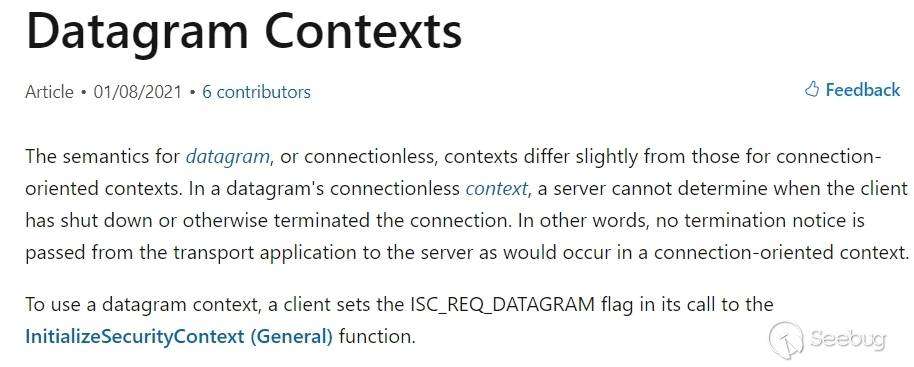 Datagram Contexts
Article • 01/08/2021 • 6 contributors
Feedback
The semantics for datagram, or connectionless, contexts differ slightly from those for connection-
oriented contexts. In a datagram's connectionless context, a server cannot determine when the client
has shut down or otherwise terminated the connection. In other words, no termination notice is
passed from the transport application to the server as would occur in a connection-oriented context.
To use a datagram context, a client sets the ISC_REQ_DATAGRAM flag in its call to the
InitializeSecurityContext (General) function.
Seebug